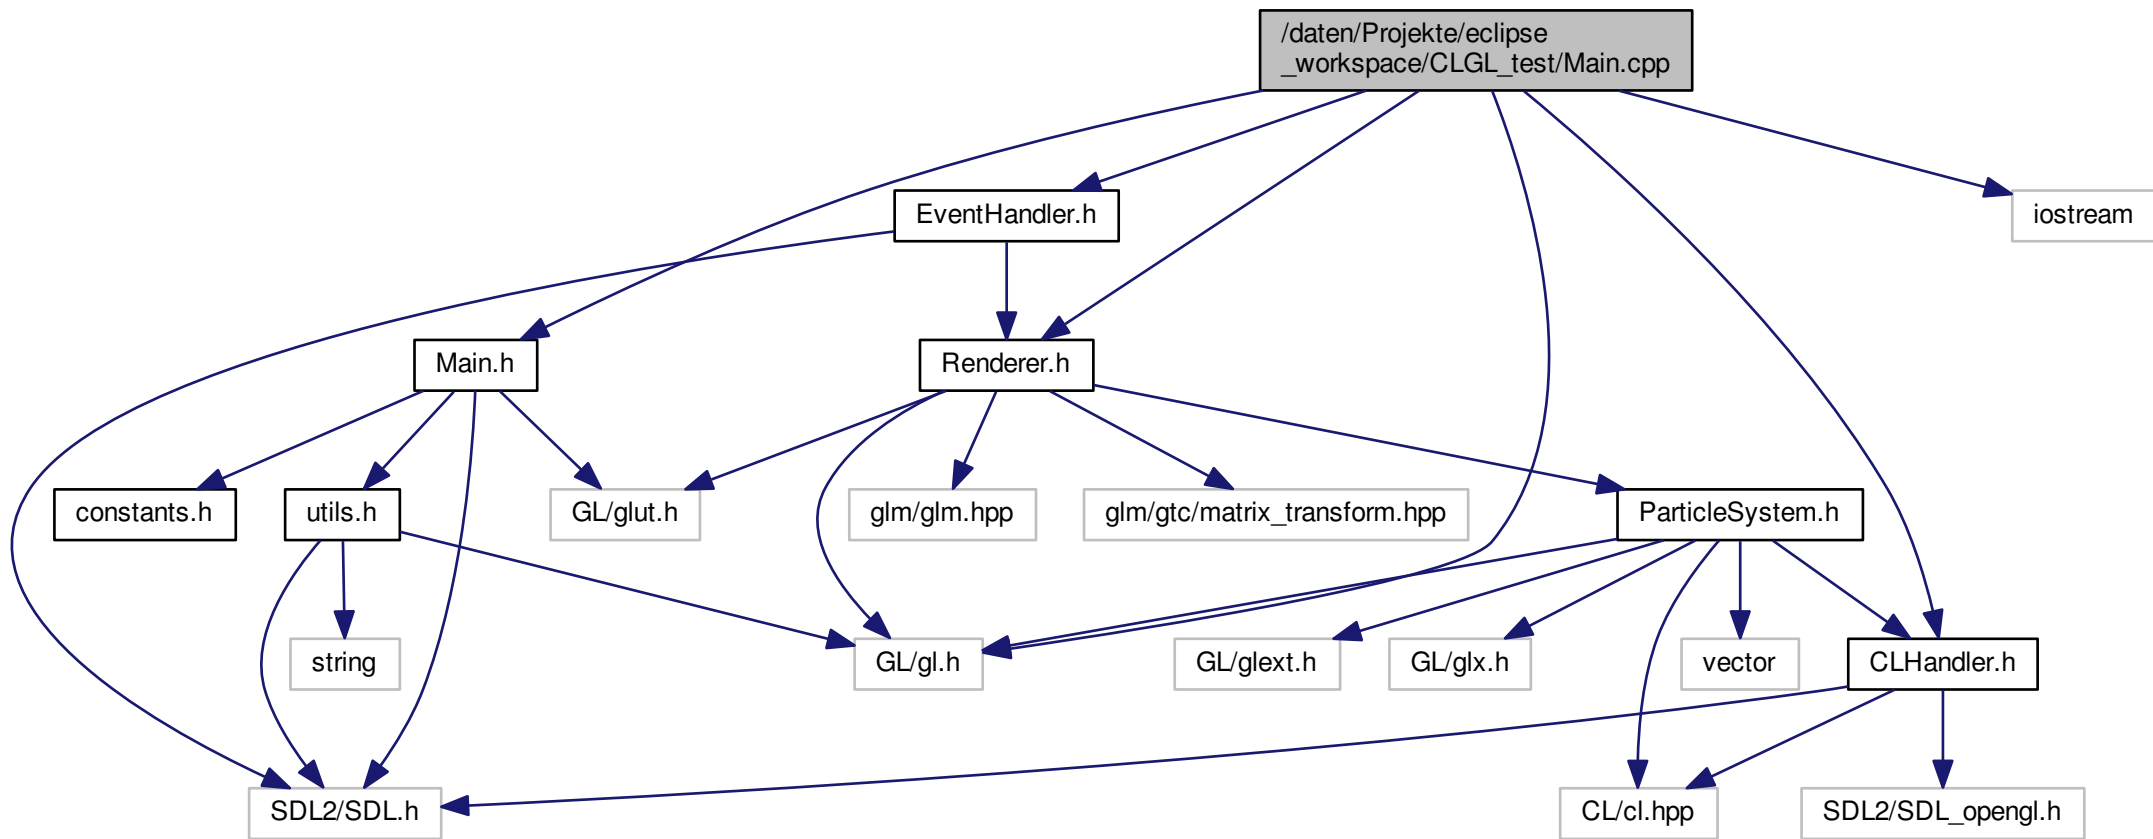 /daten/Projekte/eclipse
_workspace/CLGL_test/Main.cpp
EventHandler.h
iostream
Main.h
Renderer.h
constants.h
utils.h
GL/glut.h
glm/glm.hpp
glm/gtc/matrix_transform.hpp
ParticleSystem.h
string
GL/gl.h
GL/glext.h
GL/glx.h
vector
CLHandler.h
SDL2/SDL.h
CL/cl.hpp
SDL2/SDL_opengl.h